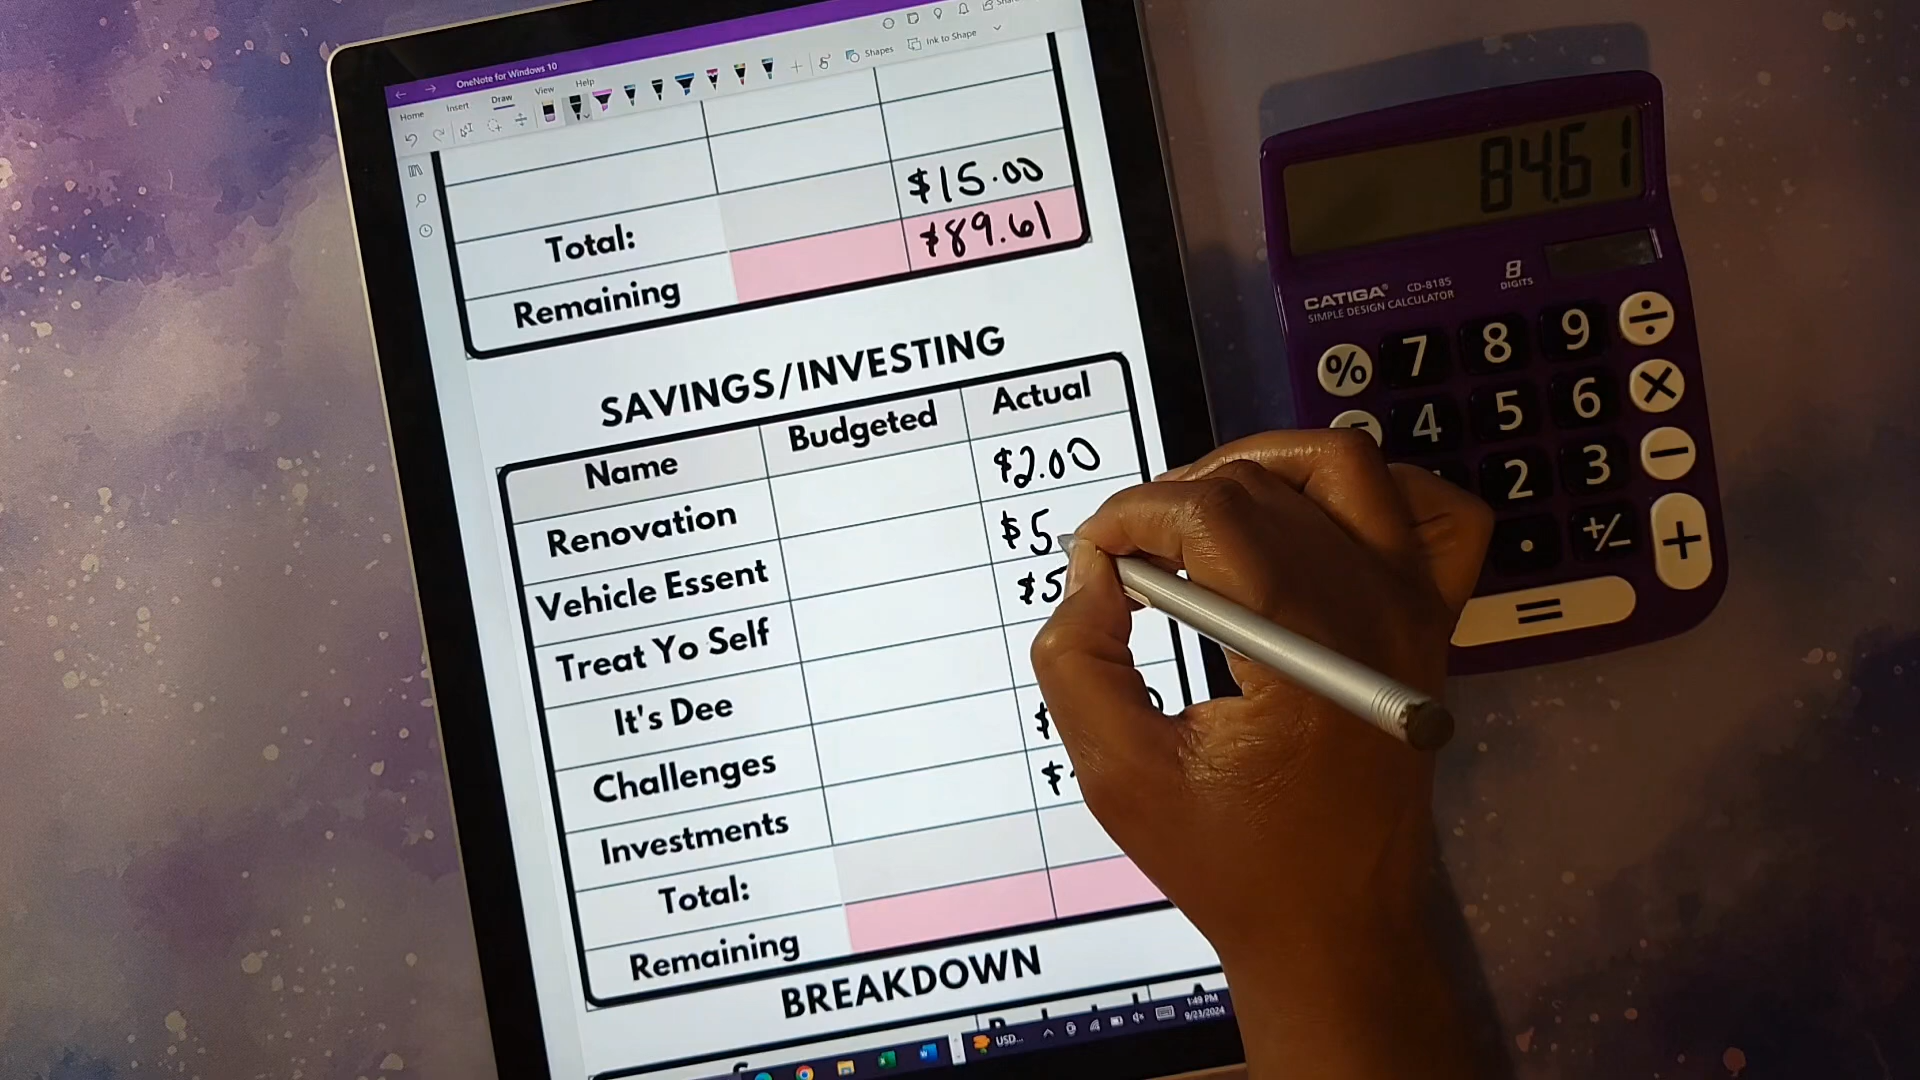 OneNote for Windows 10
Home Insert Draw View Help
Shapes Ink to Shape
$15.00
Total: $89.61
Remaining
SAVINGS/INVESTING
Name Budgeted Actual
Renovation $2.00
Vehicle Essent $5
Treat Yo Self $5
It's Dee
Challenges $
Investments $
Total:
Remaining
BREAKDOWN
USD...
1:49 PM
9/23/2024
84.61
CATIGA® CD-8185
SIMPLE DESIGN CALCULATOR
8
DIGITS
% 7 8 9 ÷
4 5 6 ×
2 3 −
. +/− +
=